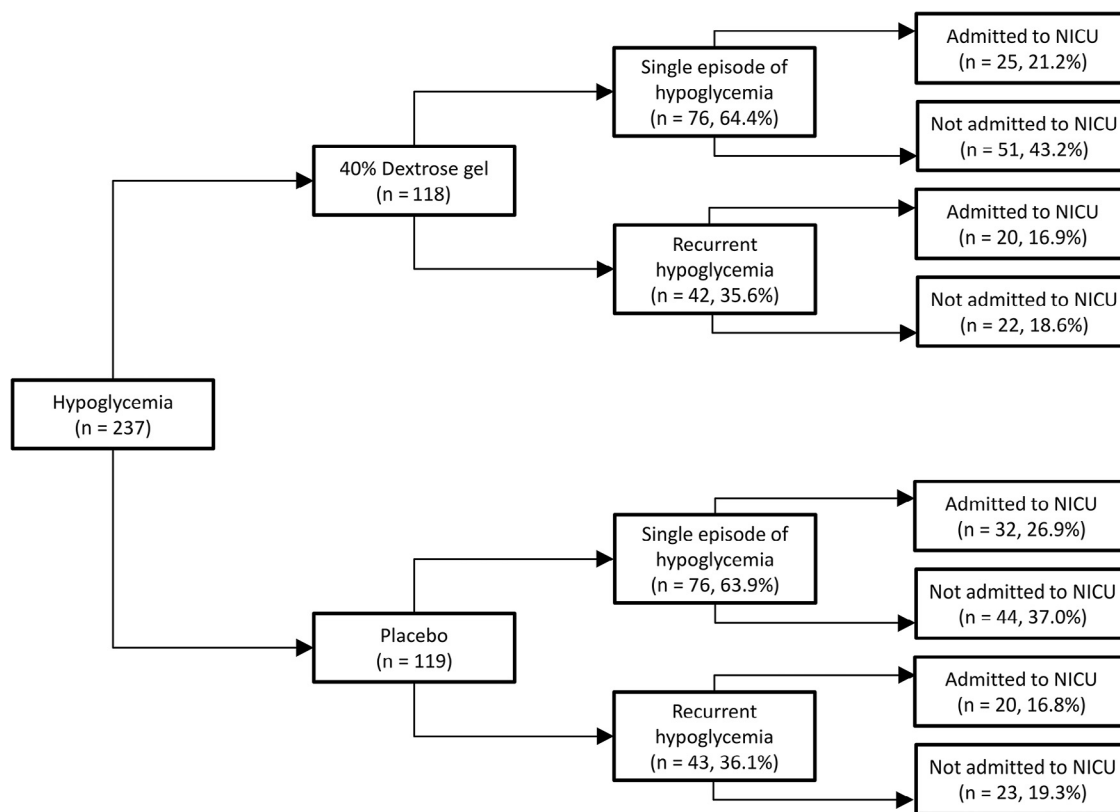 Admitted to NICU
(n = 25, 21.2%)
Single episode of
hypoglycemia
(n = 76, 64.4%)
Not admitted to NICU
(n = 51, 43.2%)
40% Dextrose gel
(n = 118)
Admitted to NICU
(n = 20, 16.9%)
Recurrent
hypoglycemia
(n = 42, 35.6%)
Not admitted to NICU
(n = 22, 18.6%)
Hypoglycemia
(n = 237)
Admitted to NICU
(n = 32, 26.9%)
Single episode of
hypoglycemia
(n = 76, 63.9%)
Not admitted to NICU
(n = 44, 37.0%)
Placebo
(n = 119)
Admitted to NICU
(n = 20, 16.8%)
Recurrent
hypoglycemia
(n = 43, 36.1%)
Not admitted to NICU
(n = 23, 19.3%)